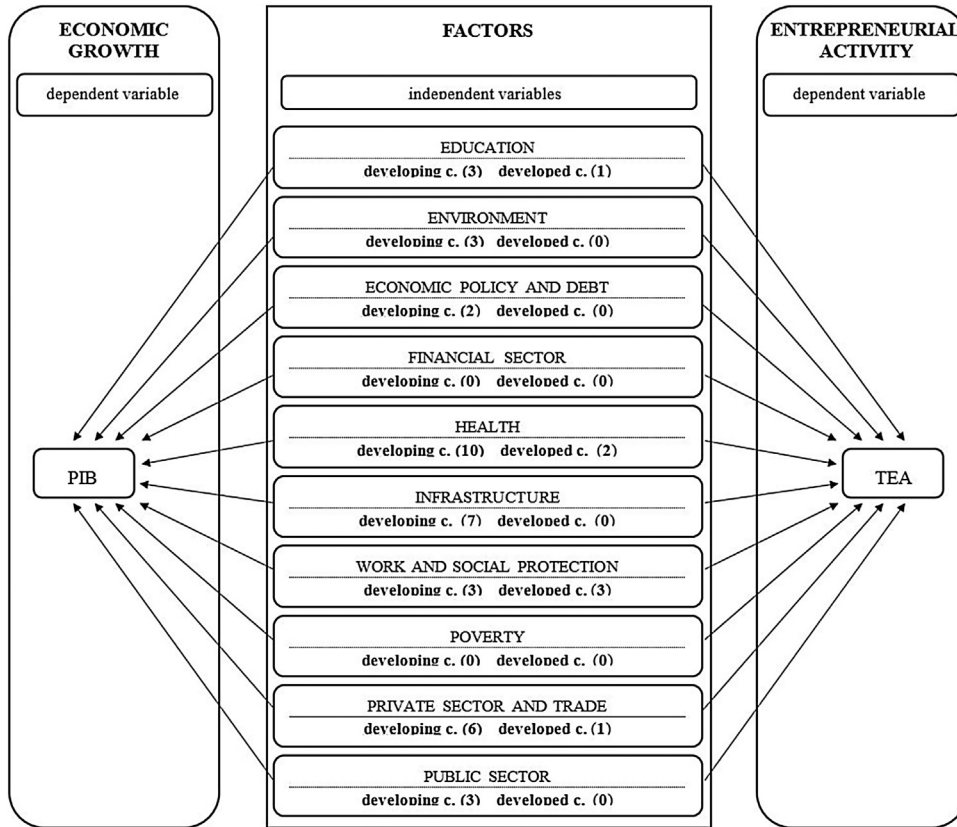 ECONOMIC
GROWTH
dependent variable
PIB
FACTORS
independent variables
EDUCATION
developing c. (3) developed c. (1)
ENVIRONMENT
developing c. (3) developed c. (0)
ECONOMIC POLICY AND DEBT
developing c. (2) developed c. (0)
FINANCIAL SECTOR
developing c. (0) developed c. (0)
HEALTH
developing c. (10) developed c. (2)
INFRASTRUCTURE
developing c. (7) developed c. (0)
WORK AND SOCIAL PROTECTION
developing c. (3) developed c. (3)
POVERTY
developing c. (0) developed c. (0)
PRIVATE SECTOR AND TRADE
developing c. (6) developed c. (1)
PUBLIC SECTOR
developing c. (3) developed c. (0)
ENTREPRENEURIAL
ACTIVITY
dependent variable
TEA